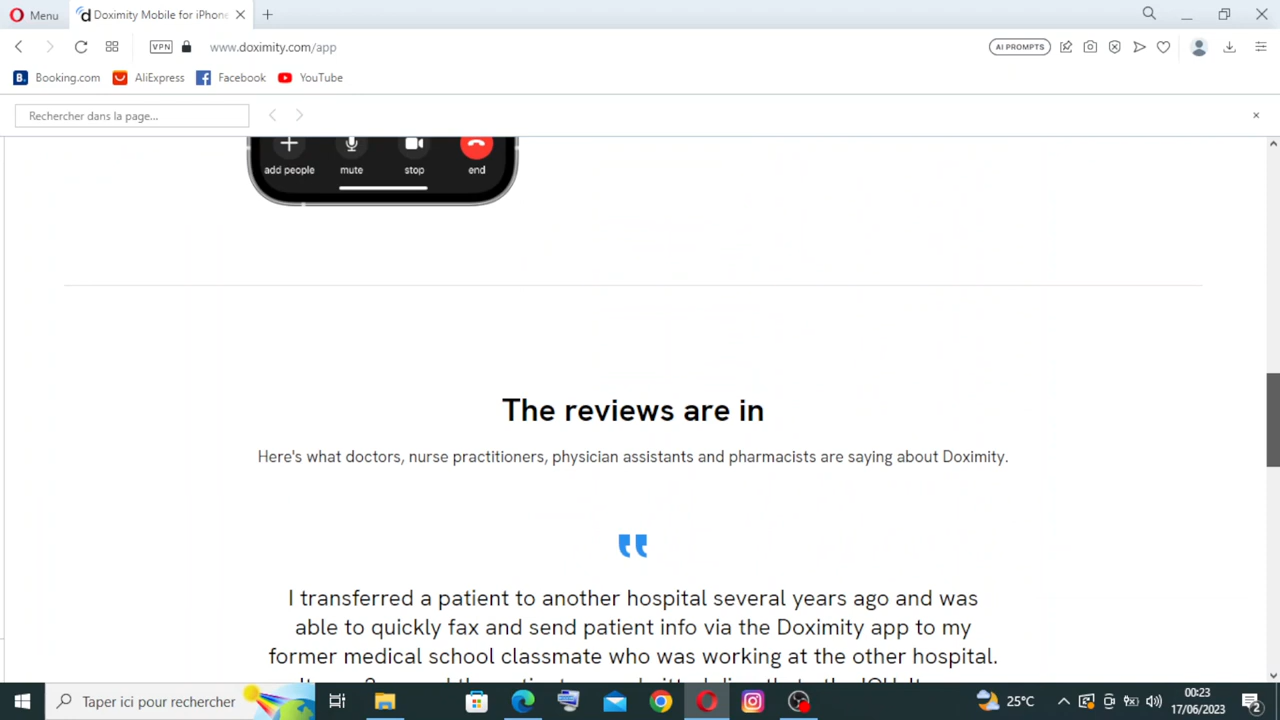 Menu
Doximity Mobile for iPhone
VPN
www.doximity.com/app
AI PROMPTS
Booking.com
AliExpress
Facebook
YouTube
Rechercher dans la page...
add people
mute
stop
end
The reviews are in
Here's what doctors, nurse practitioners, physician assistants and pharmacists are saying about Doximity.
I transferred a patient to another hospital several years ago and was
able to quickly fax and send patient info via the Doximity app to my
former medical school classmate who was working at the other hospital.
Taper ici pour rechercher
25°C
00:23
17/06/2023
2